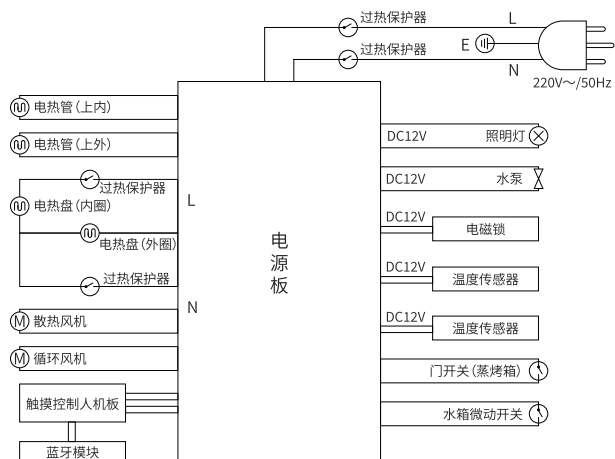 过热保护器
L
过热保护器
E
N
220V～/50Hz
电热管(上内)
电热管(上外)
过热保护器
电热盘(内圈)
电热盘(外圈)
过热保护器
M 散热风机
M 循环风机
触摸控制人机板
蓝牙模块
L
N
电
源
板
DC12V 照明灯
DC12V 水泵
DC12V
电磁锁
DC12V
温度传感器
DC12V
温度传感器
门开关(蒸烤箱)
水箱微动开关